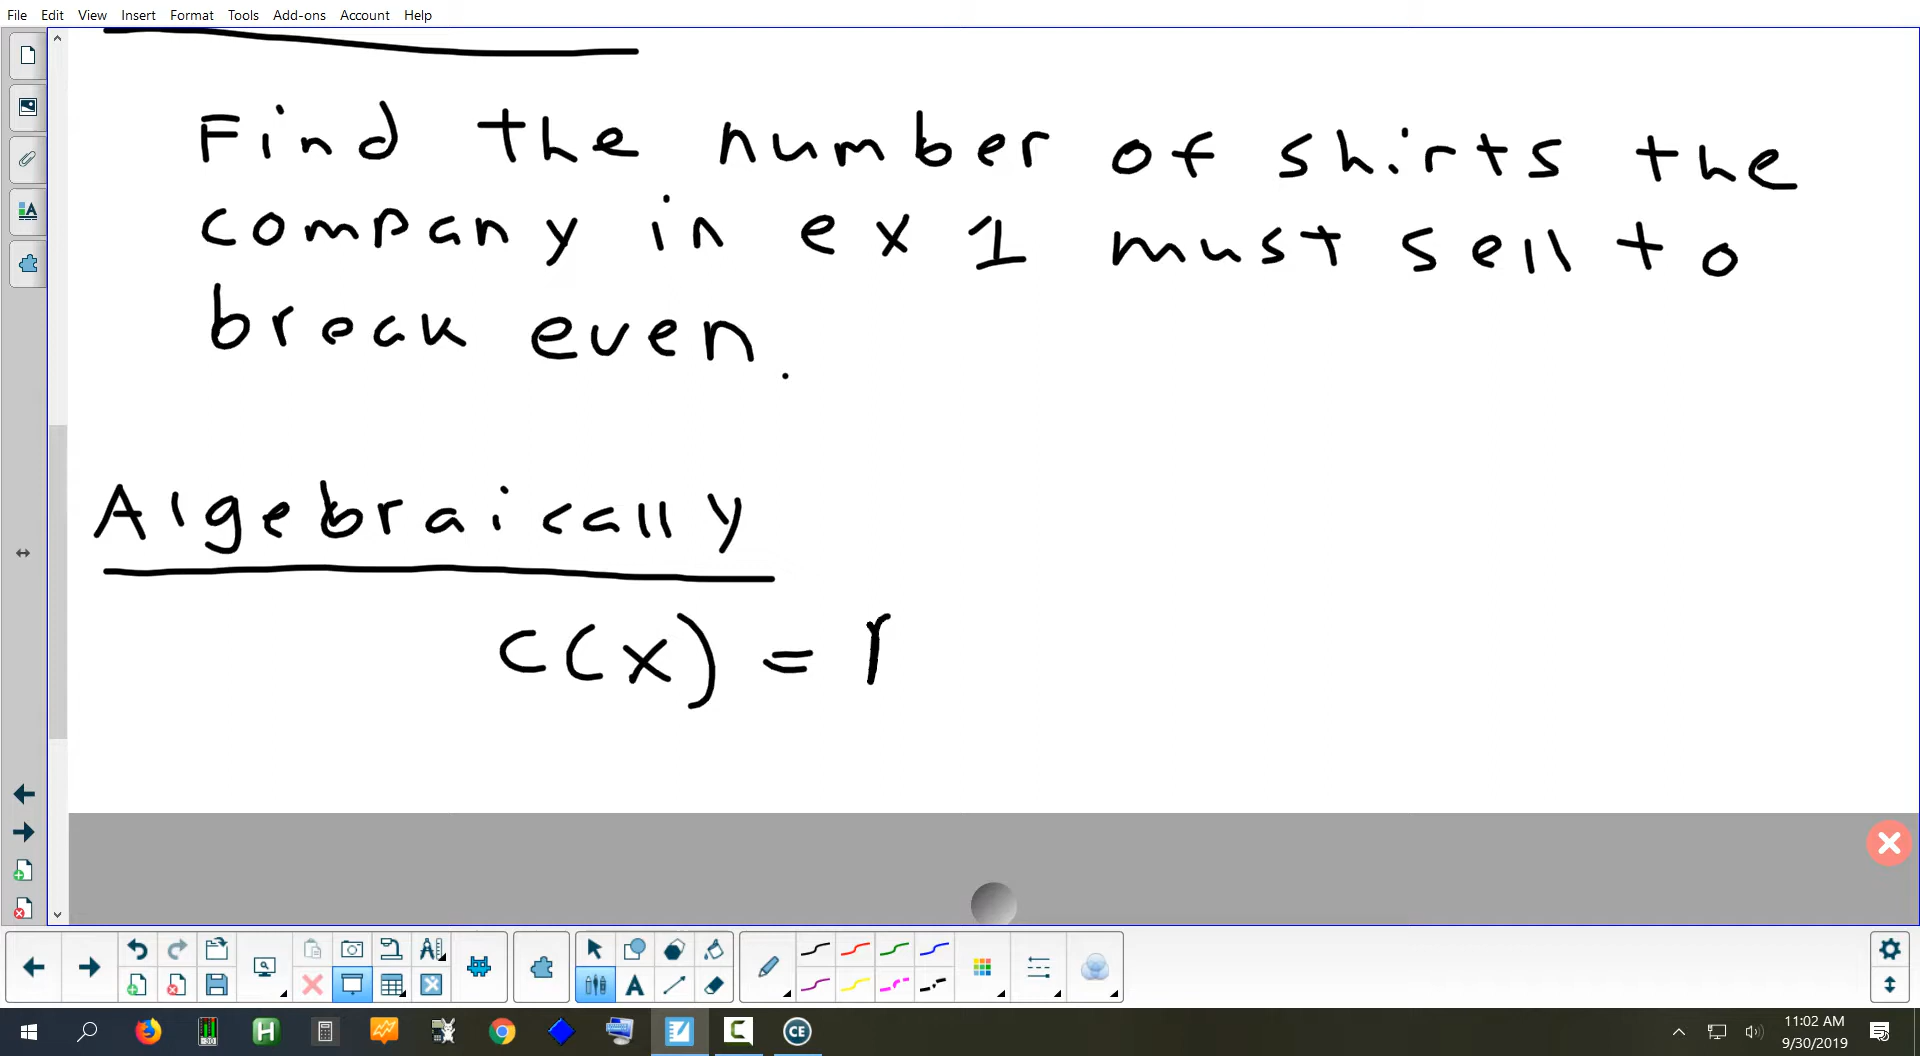 File Edit View Insert Format Tools Add-ons Account Help
Find the number of shirts the
company in ex 1 must sell to
break even.
Algebraically
C(x) =
11:02 AM
9/30/2019